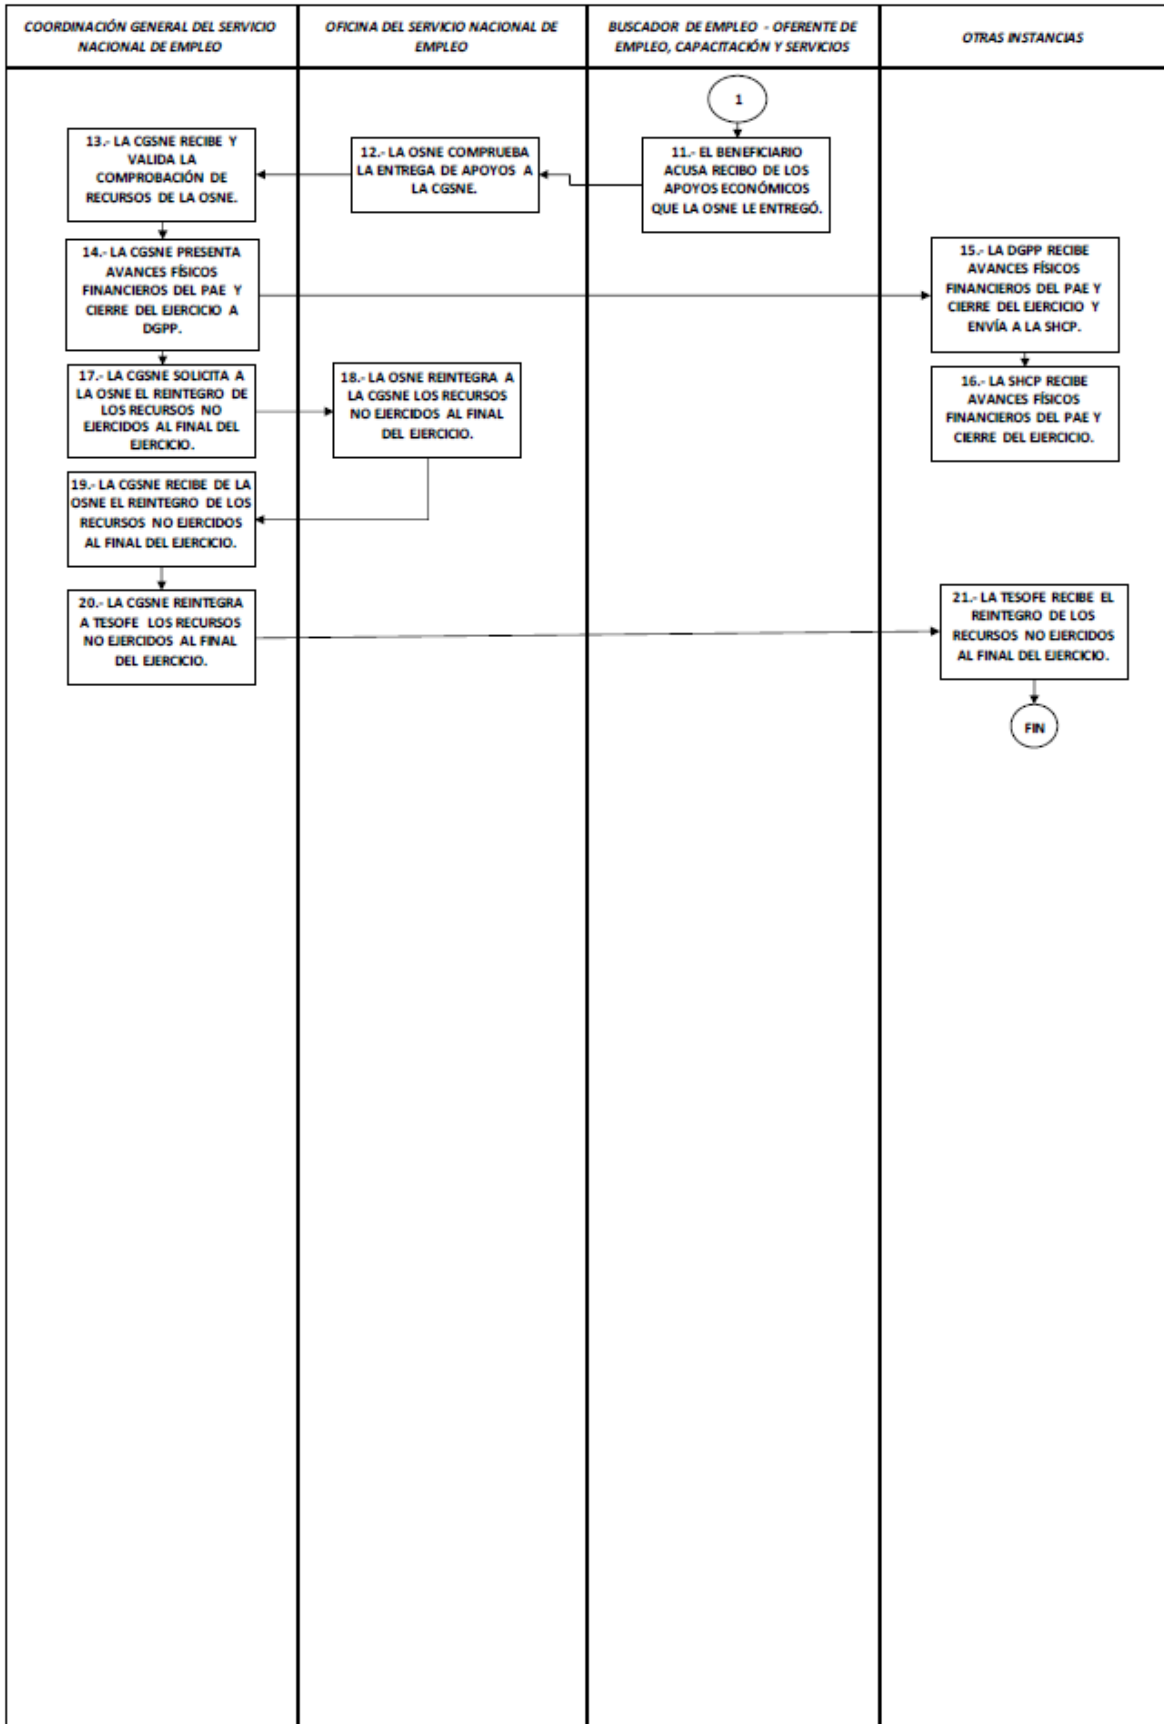 COORDINACIÓN GENERAL DEL SERVICIO
NACIONAL DE EMPLEO
OFICINA DEL SERVICIO NACIONAL DE
EMPLEO
BUSCADOR DE EMPLEO - OFERENTE DE
EMPLEO, CAPACITACIÓN Y SERVICIOS
OTRAS INSTANCIAS
1
11.- EL BENEFICIARIO
ACUSA RECIBO DE LOS
APOYOS ECONÓMICOS
QUE LA OSNE LE ENTREGÓ.
12.- LA OSNE COMPRUEBA
LA ENTREGA DE APOYOS A
LA CGSNE.
13.- LA CGSNE RECIBE Y
VALIDA LA
COMPROBACIÓN DE
RECURSOS DE LA OSNE.
14.- LA CGSNE PRESENTA
AVANCES FÍSICOS
FINANCIEROS DEL PAE Y
CIERRE DEL EJERCICIO A
DGPP.
15.- LA DGPP RECIBE
AVANCES FÍSICOS
FINANCIEROS DEL PAE Y
CIERRE DEL EJERCICIO Y
ENVÍA A LA SHCP.
16.- LA SHCP RECIBE
AVANCES FÍSICOS
FINANCIEROS DEL PAE Y
CIERRE DEL EJERCICIO.
17.- LA CGSNE SOLICITA A
LA OSNE EL REINTEGRO DE
LOS RECURSOS NO
EJERCIDOS AL FINAL DEL
EJERCICIO.
18.- LA OSNE REINTEGRA A
LA CGSNE LOS RECURSOS
NO EJERCIDOS AL FINAL
DEL EJERCICIO.
19.- LA CGSNE RECIBE DE LA
OSNE EL REINTEGRO DE LOS
RECURSOS NO EJERCIDOS
AL FINAL DEL EJERCICIO.
20.- LA CGSNE REINTEGRA
A TESOFE LOS RECURSOS
NO EJERCIDOS AL FINAL
DEL EJERCICIO.
21.- LA TESOFE RECIBE EL
REINTEGRO DE LOS
RECURSOS NO EJERCIDOS
AL FINAL DEL EJERCICIO.
FIN